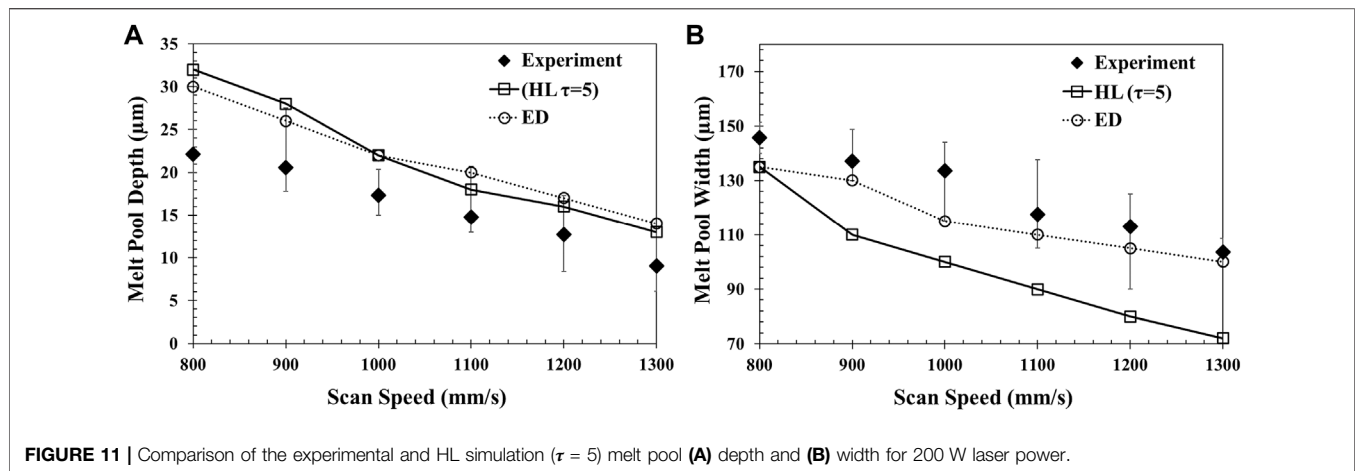 A
Experiment
(HL τ=5)
ED
Melt Pool Depth (µm)
35
30
25
20
15
10
5
0
800 900 1000 1100 1200 1300
Scan Speed (mm/s)
B
Experiment
HL (τ=5)
ED
Melt Pool Width (µm)
170
150
130
110
90
70
800 900 1000 1100 1200 1300
Scan Speed (mm/s)
FIGURE 11 | Comparison of the experimental and HL simulation (τ = 5) melt pool (A) depth and (B) width for 200 W laser power.